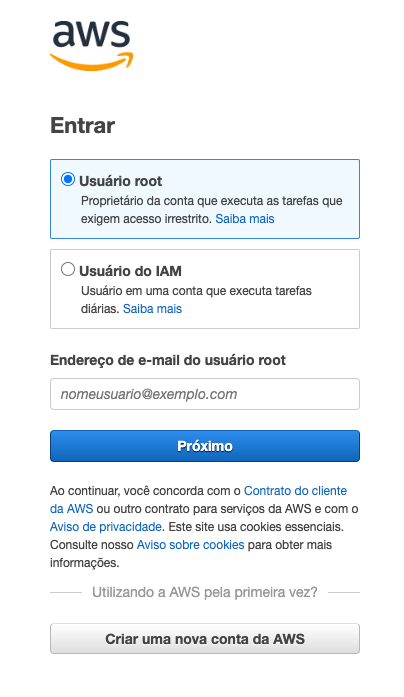 aws
Entrar
Usuário root
Proprietário da conta que executa as tarefas que
exigem acesso irrestrito. Saiba mais
Usuário do IAM
Usuário em uma conta que executa tarefas
diárias. Saiba mais
Endereço de e-mail do usuário root
nomeusuario@exemplo.com
Próximo
Ao continuar, você concorda com o Contrato do cliente
da AWS ou outro contrato para serviços da AWS e com o
Aviso de privacidade. Este site usa cookies essenciais.
Consulte nosso Aviso sobre cookies para obter mais
informações.
Utilizando a AWS pela primeira vez?
Criar uma nova conta da AWS